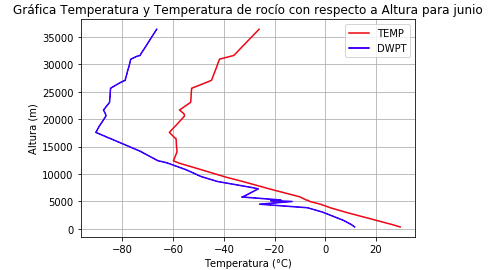 Gráfica Temperatura y Temperatura de rocío con respecto a Altura para junio
TEMP
DWPT
35000
30000
25000
20000
15000
10000
5000
0
Altura (m)
−80 −60 −40 −20 0 20
Temperatura (°C)